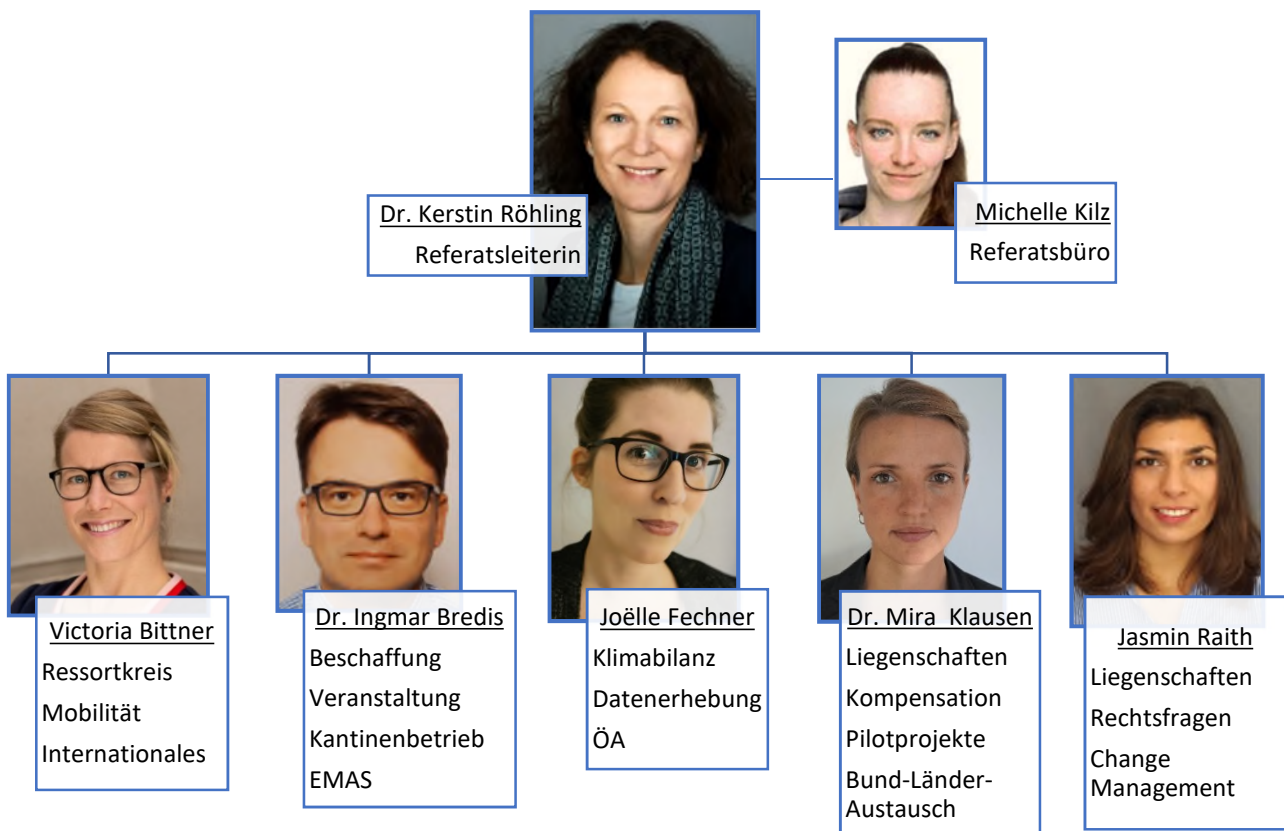 Dr. Kerstin Röhling
Referatsleiterin
Michelle Kilz
Referatsbüro
Victoria Bittner
Ressortkreis
Mobilität
Internationales
Dr. Ingmar Bredis
Beschaffung
Veranstaltung
Kantinenbetrieb
EMAS
Joëlle Fechner
Klimabilanz
Datenerhebung
ÖA
Dr. Mira Klausen
Liegenschaften
Kompensation
Pilotprojekte
Bund-Länder-
Austausch
Jasmin Raith
Liegenschaften
Rechtsfragen
Change
Management